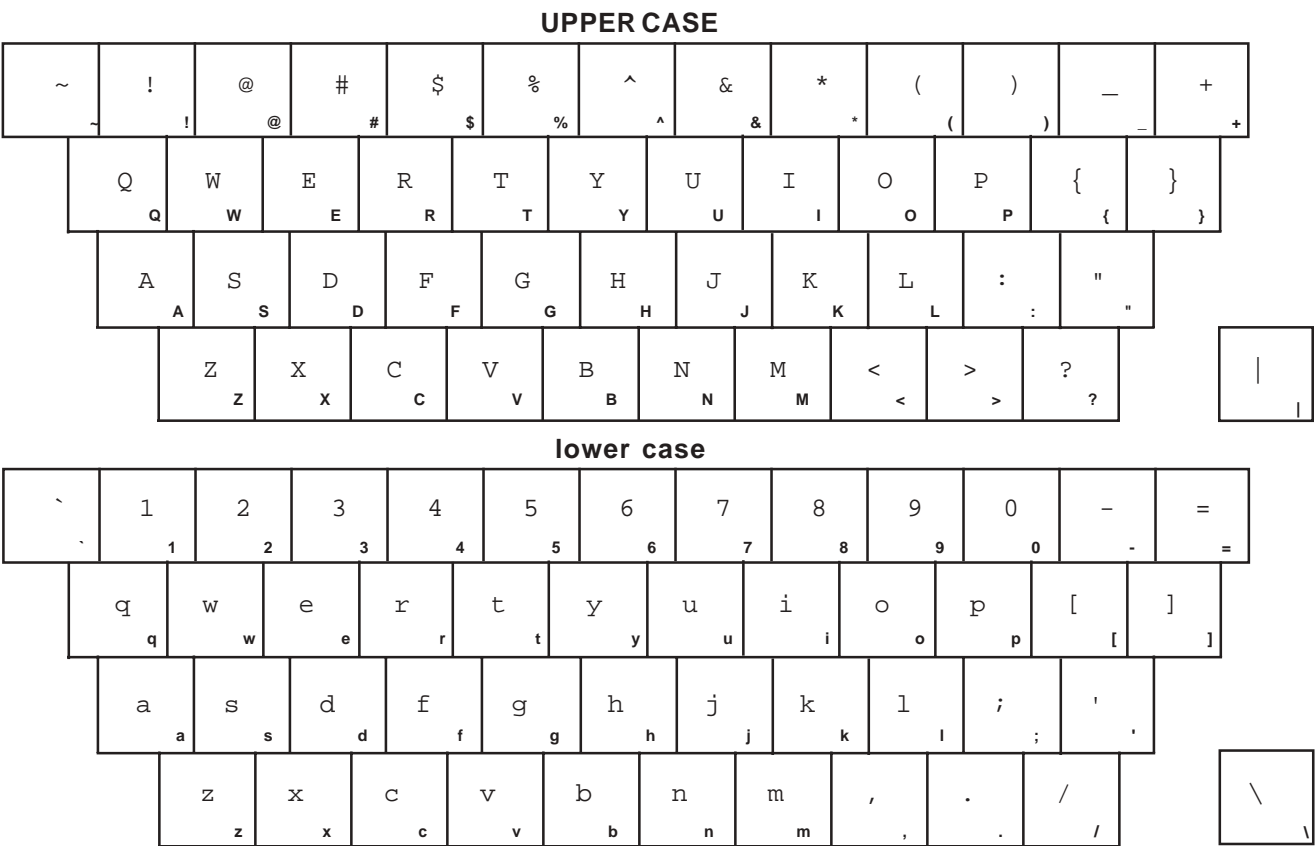 UPPER CASE
~ ! @ # $ % ^ & * ( ) _ +
~ ! @ # $ % ^ & * ( ) _ +
Q W E R T Y U I O P { }
Q W E R T Y U I O P { }
A S D F G H J K L : "
A S D F G H J K L : "
Z X C V B N M < > ? |
Z X C V B N M < > ? |
lower case
` 1 2 3 4 5 6 7 8 9 0 - =
` 1 2 3 4 5 6 7 8 9 0 - =
q w e r t y u i o p [ ]
q w e r t y u i o p [ ]
a s d f g h j k l ; '
a s d f g h j k l ; '
z x c v b n m , . / \
z x c v b n m , . / \